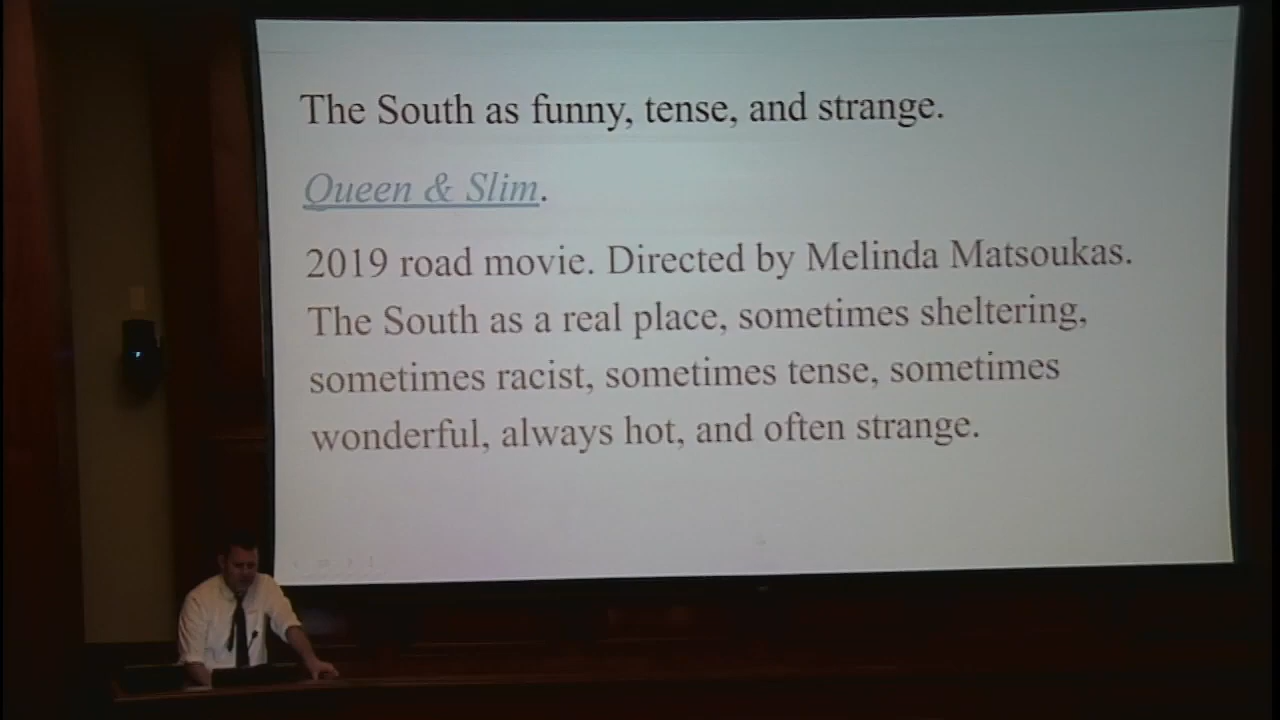 The South as funny, tense, and strange.
Queen & Slim.
2019 road movie. Directed by Melinda Matsoukas.
The South as a real place, sometimes sheltering,
sometimes racist, sometimes tense, sometimes
wonderful, always hot, and often strange.